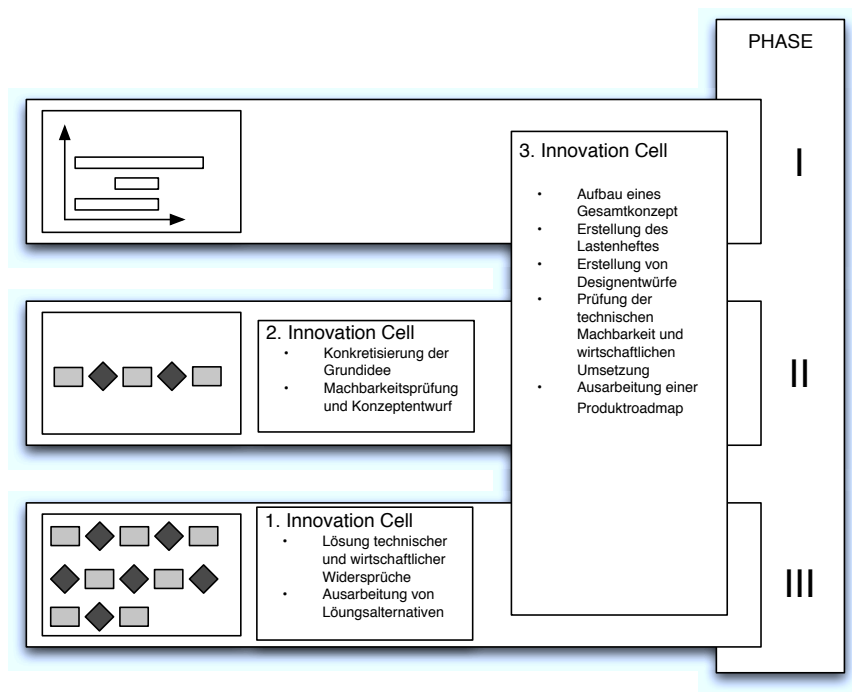 PHASE
I
3. Innovation Cell
• Aufbau eines
Gesamtkonzept
• Erstellung des
Lastenheftes
• Erstellung von
Designentwürfe
• Prüfung der
technischen
Machbarkeit und
wirtschaftlichen
Umsetzung
• Ausarbeitung einer
Produktroadmap
2. Innovation Cell
• Konkretisierung der
Grundidee
• Machbarkeitsprüfung
und Konzeptentwurf
II
1. Innovation Cell
• Lösung technischer
und wirtschaftlicher
Widersprüche
• Ausarbeitung von
Löungsalternativen
III